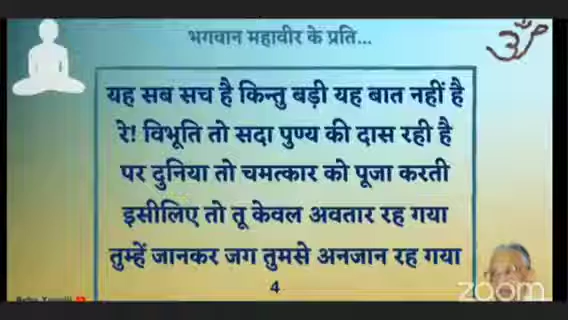 भगवान महावीर के प्रति...
यह सब सच है किन्तु बड़ी यह बात नहीं है
रे! विभूति तो सदा पुण्य की दास रही है
पर दुनिया तो चमत्कार को पूजा करती
इसीलिए तो तू केवल अवतार रह गया
तुम्हें जानकर जग तुमसे अनजान रह गया
4
zoom